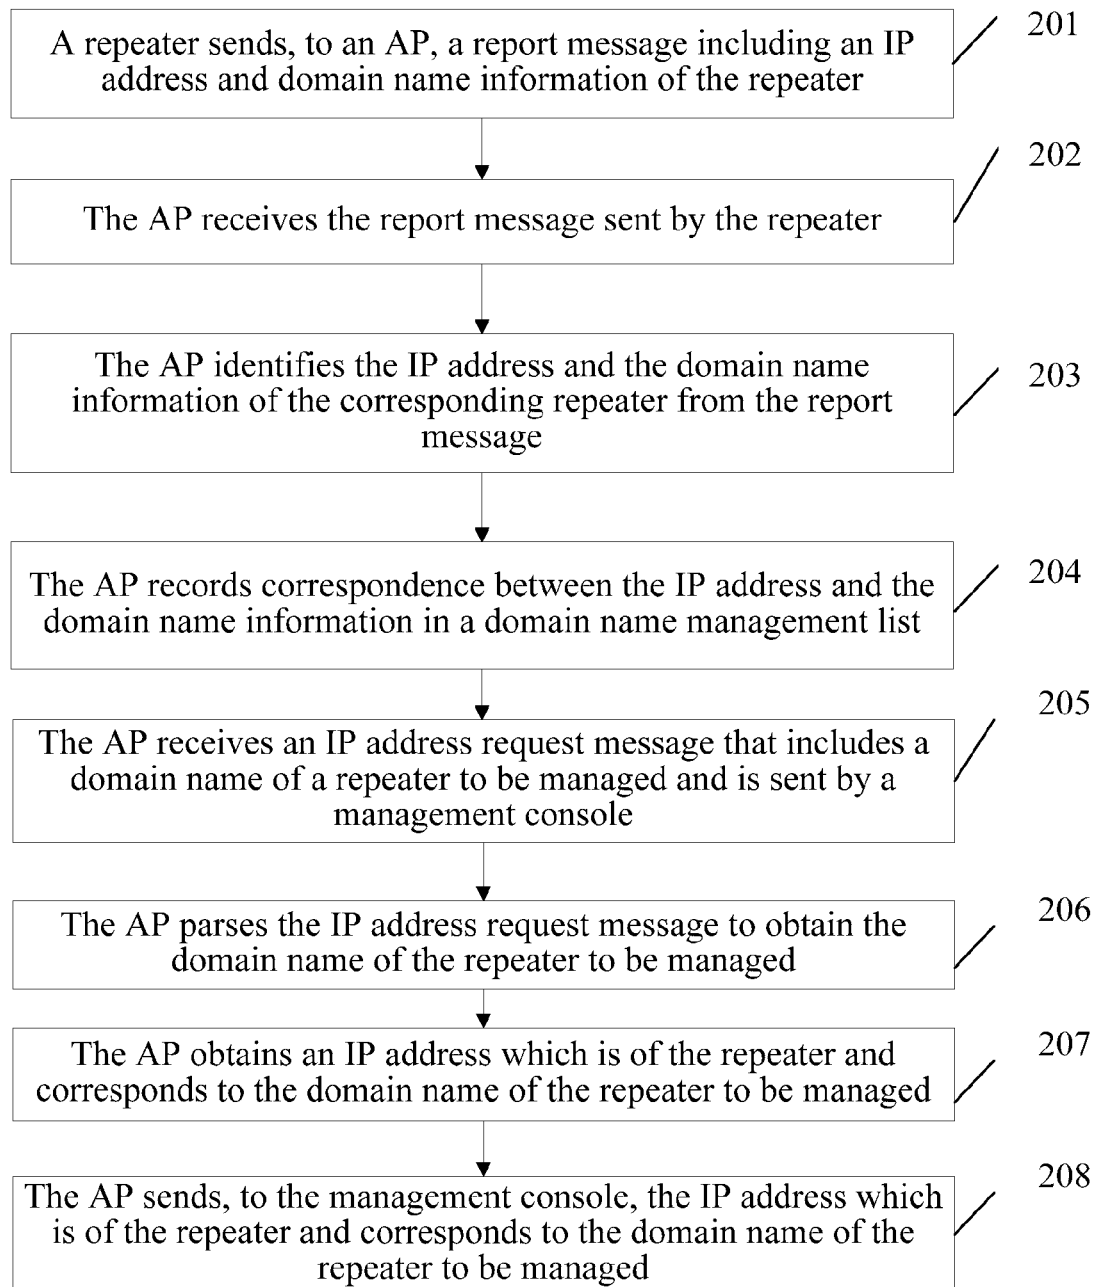 A repeater sends, to an AP, a report message including an IP
address and domain name information of the repeater
201
The AP receives the report message sent by the repeater
202
The AP identifies the IP address and the domain name
information of the corresponding repeater from the report
message
203
The AP records correspondence between the IP address and the
domain name information in a domain name management list
204
The AP receives an IP address request message that includes a
domain name of a repeater to be managed and is sent by a
management console
205
The AP parses the IP address request message to obtain the
domain name of the repeater to be managed
206
The AP obtains an IP address which is of the repeater and
corresponds to the domain name of the repeater to be managed
207
The AP sends, to the management console, the IP address which
is of the repeater and corresponds to the domain name of the
repeater to be managed
208